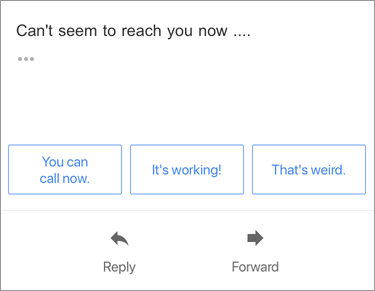 Can't seem to reach you now ....
You can
call now.
It's working!
That's weird.
Reply
Forward